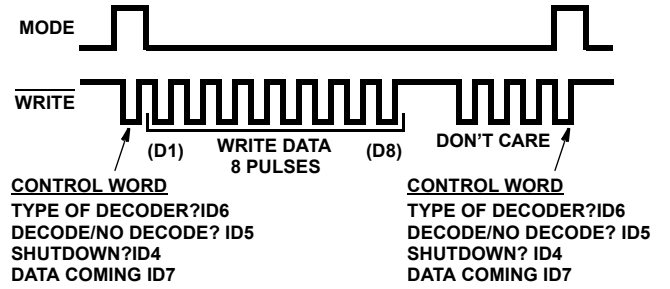 MODE
WRITE
(D1)
WRITE DATA
8 PULSES
(D8)
DON'T CARE
CONTROL WORD
TYPE OF DECODER?ID6
DECODE/NO DECODE? ID5
SHUTDOWN?ID4
DATA COMING ID7
CONTROL WORD
TYPE OF DECODER?ID6
DECODE/NO DECODE? ID5
SHUTDOWN? ID4
DATA COMING ID7